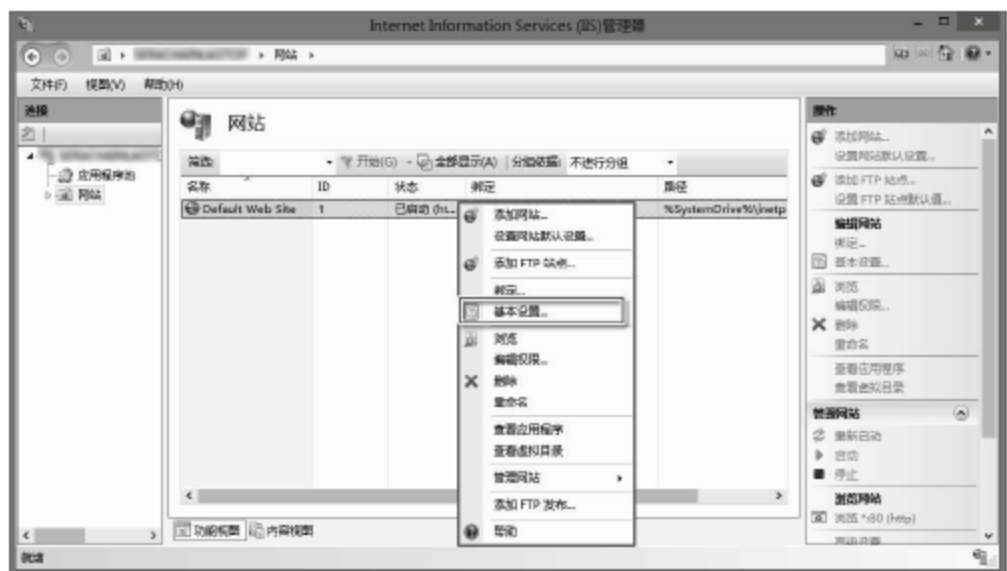 Internet Information Services (IIS)管理器
网站
文件(F) 视图(V) 帮助(H)
连接
应用程序池
网站
网站
筛选: 开始(G) 全部显示(A) 分组依据: 不进行分组
名称 ID 状态 绑定 路径
Default Web Site 1 已启动 (ht... %SystemDrive%\inetp
添加网站...
设置网站默认设置...
添加 FTP 站点...
绑定...
基本设置...
浏览
编辑权限...
删除
重命名
查看应用程序
查看虚拟目录
管理网站
添加 FTP 发布...
帮助
功能视图 内容视图
操作
添加网站...
设置网站默认设置...
添加 FTP 站点...
设置 FTP 站点默认值...
编辑网站
绑定...
基本设置...
浏览
编辑权限...
删除
重命名
查看应用程序
查看虚拟目录
管理网站
重新启动
启动
停止
浏览网站
浏览 *:80 (http)
高级设置
就绪